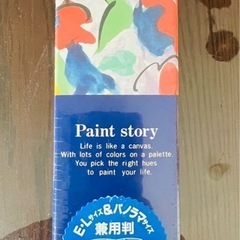 Paint story
Life is like a canvas.
With lots of colors on a palette.
You pick the right hues
to paint your life.
E・Lサイズ&パノラマサイズ
兼用判